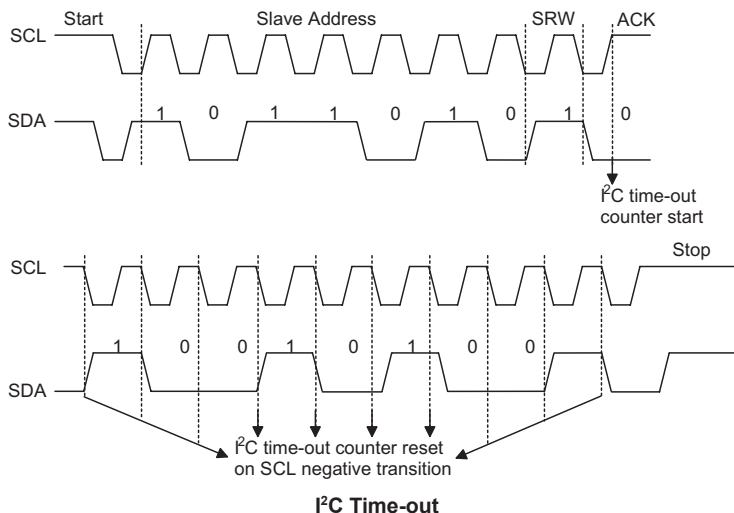 Start Slave Address SRW ACK
SCL
1 0 1 1 0 1 0 1 0
SDA
I²C time-out
counter start
Stop
SCL
1 0 0 1 0 1 0 0
SDA
I²C time-out counter reset
on SCL negative transition
I²C Time-out